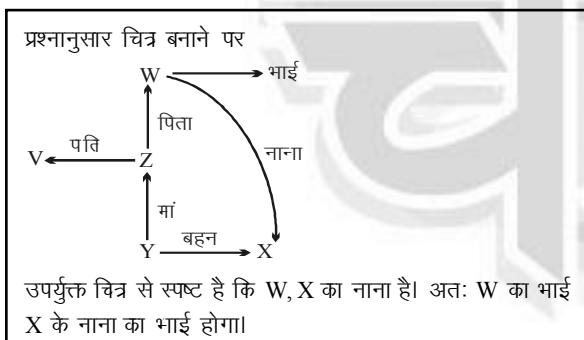 प्रश्नानुसार चित्र बनाने पर
W भाई
पिता
नाना
पति
V Z
मां
बहन
Y X
उपर्युक्त चित्र से स्पष्ट है कि W, X का नाना है। अतः W का भाई
X के नाना का भाई होगा।